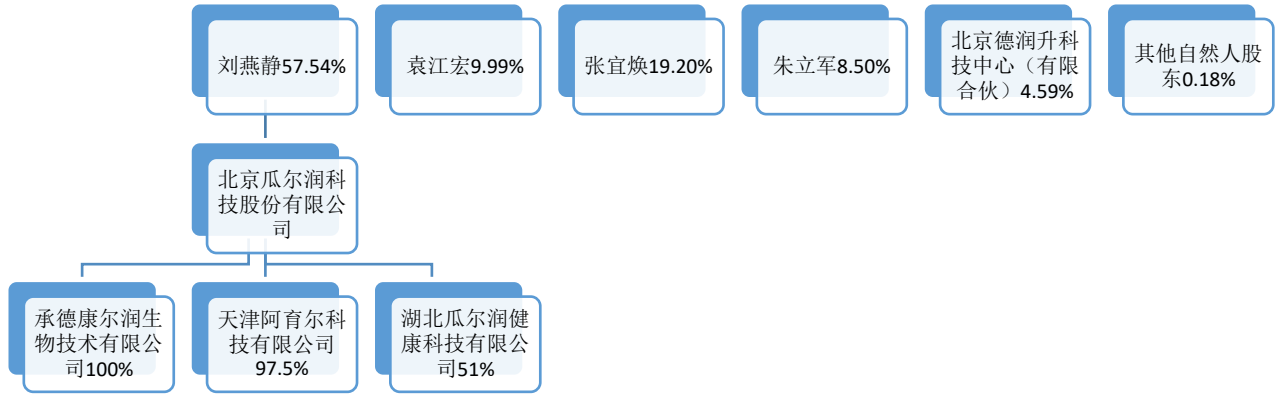 刘燕静57.54%
袁江宏9.99%
张宜焕19.20%
朱立军8.50%
北京德润升科
技中心（有限
合伙）4.59%
其他自然人股
东0.18%
北京瓜尔润科
技股份有限公
司
承德康尔润生
物技术有限公
司100%
天津阿育尔科
技有限公司
97.5%
湖北瓜尔润健
康科技有限公
司51%